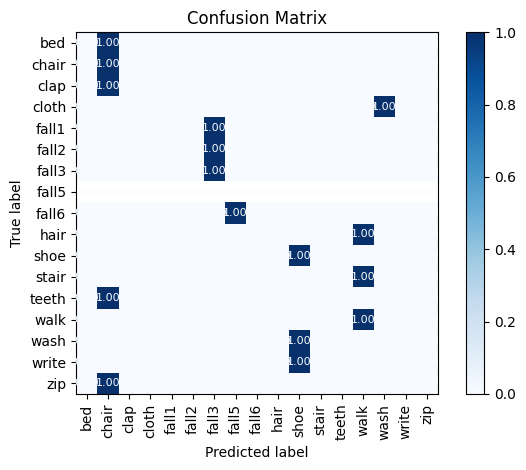 Confusion Matrix
True label
bed 1.00
chair 1.00
clap 1.00
cloth 1.00
fall1 1.00
fall2 1.00
fall3 1.00
fall5
fall6 1.00
hair 1.00
shoe 1.00
stair 1.00
teeth 1.00
walk 1.00
wash 1.00
write 1.00
zip 1.00
bed chair clap cloth fall1 fall2 fall3 fall5 fall6 hair shoe stair teeth walk wash write zip
Predicted label
1.0
0.8
0.6
0.4
0.2
0.0